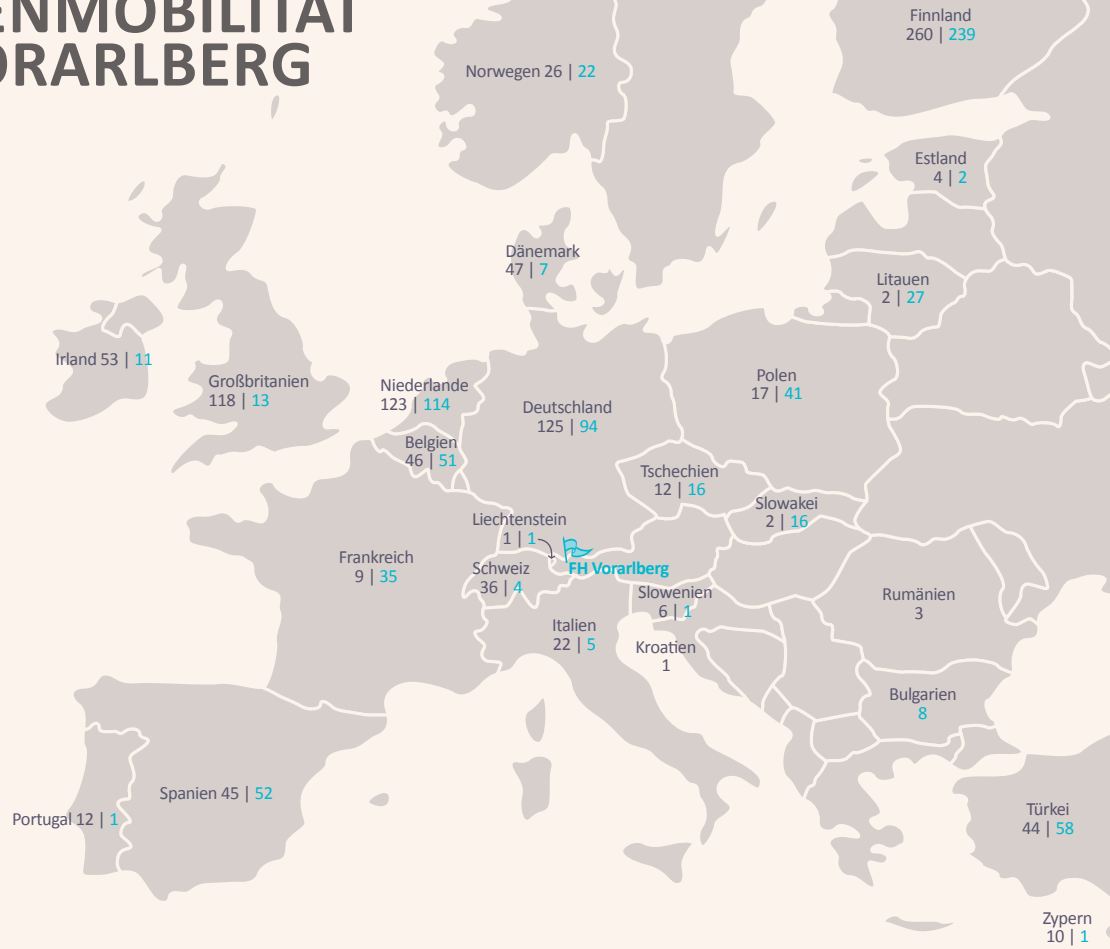 ENMOBILITÄT
ORARLBERG
Finnland
260 | 239
Norwegen 26 | 22
Estland
4 | 2
Dänemark
47 | 7
Litauen
2 | 27
Irland 53 | 11
Großbritanien
118 | 13
Niederlande
123 | 114
Polen
17 | 41
Deutschland
125 | 94
Belgien
46 | 51
Tschechien
12 | 16
Slowakei
2 | 16
Liechtenstein
1 | 1
Frankreich
9 | 35
Schweiz
36 | 4
FH Vorarlberg
Slowenien
6 | 1
Rumänien
3
Italien
22 | 5
Kroatien
1
Bulgarien
8
Spanien 45 | 52
Portugal 12 | 1
Türkei
44 | 58
Zypern
10 | 1